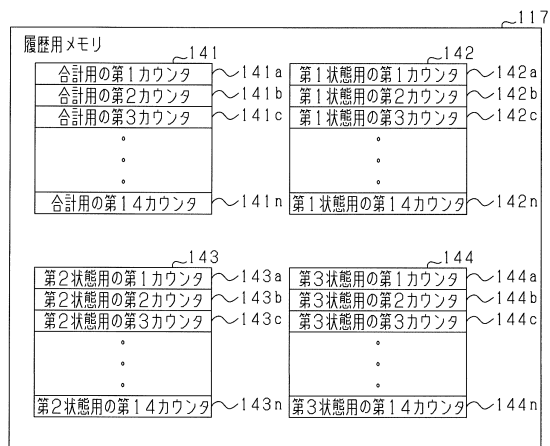 117
履歴用メモリ
141
合計用の第1カウンタ 141a
合計用の第2カウンタ 141b
合計用の第3カウンタ 141c
合計用の第14カウンタ 141n
142
第1状態用の第1カウンタ 142a
第1状態用の第2カウンタ 142b
第1状態用の第3カウンタ 142c
第1状態用の第14カウンタ 142n
143
第2状態用の第1カウンタ 143a
第2状態用の第2カウンタ 143b
第2状態用の第3カウンタ 143c
第2状態用の第14カウンタ 143n
144
第3状態用の第1カウンタ 144a
第3状態用の第2カウンタ 144b
第3状態用の第3カウンタ 144c
第3状態用の第14カウンタ 144n